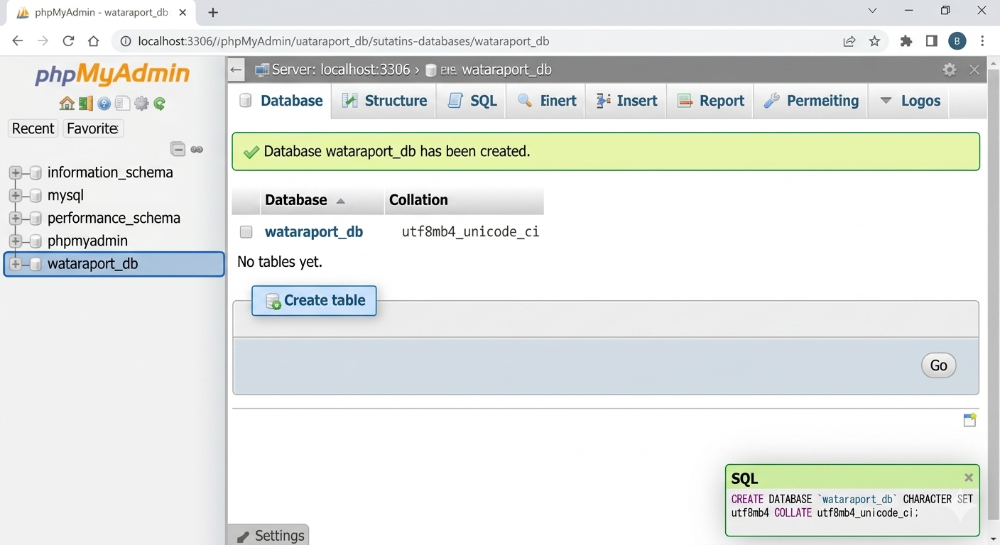 phpMyAdmin - wataraport_db
localhost:3306//phpMyAdmin/uataraport_db/sutatins-databases/wataraport_db
B
phpMyAdmin
Recent
Favorite
information_schema
mysql
performance_schema
phpmyadmin
wataraport_db
Server: localhost:3306 › wataraport_db
Database
Structure
SQL
Einert
Insert
Report
Permeiting
Logos
Database wataraport_db has been created.
Database
Collation
wataraport_db
utf8mb4_unicode_ci
No tables yet.
Create table
Go
SQL
CREATE DATABASE `wataraport_db` CHARACTER SET
utf8mb4 COLLATE utf8mb4_unicode_ci;
Settings